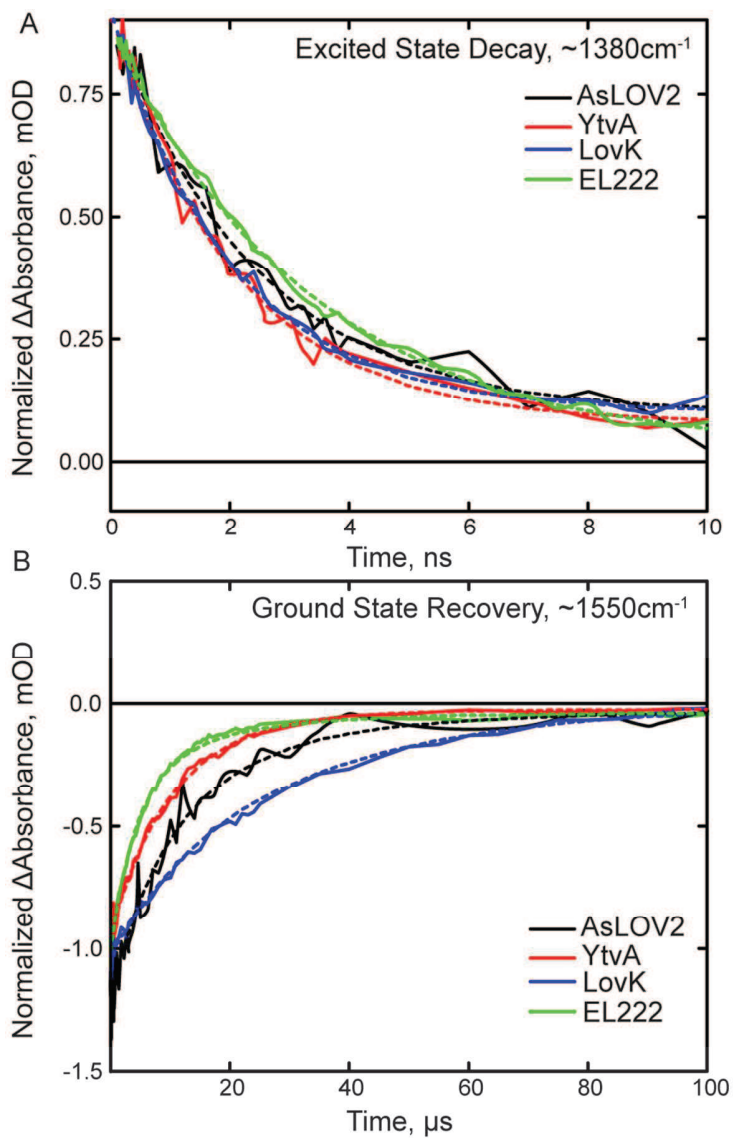 A
Excited State Decay, ~1380cm⁻¹
AsLOV2
YtvA
LovK
EL222
Normalized ΔAbsorbance, mOD
0.75
0.50
0.25
0.00
0 2 4 6 8 10
Time, ns
B
Ground State Recovery, ~1550cm⁻¹
Normalized ΔAbsorbance, mOD
0.5
0.0
-0.5
-1.0
-1.5
AsLOV2
YtvA
LovK
EL222
20 40 60 80 100
Time, µs